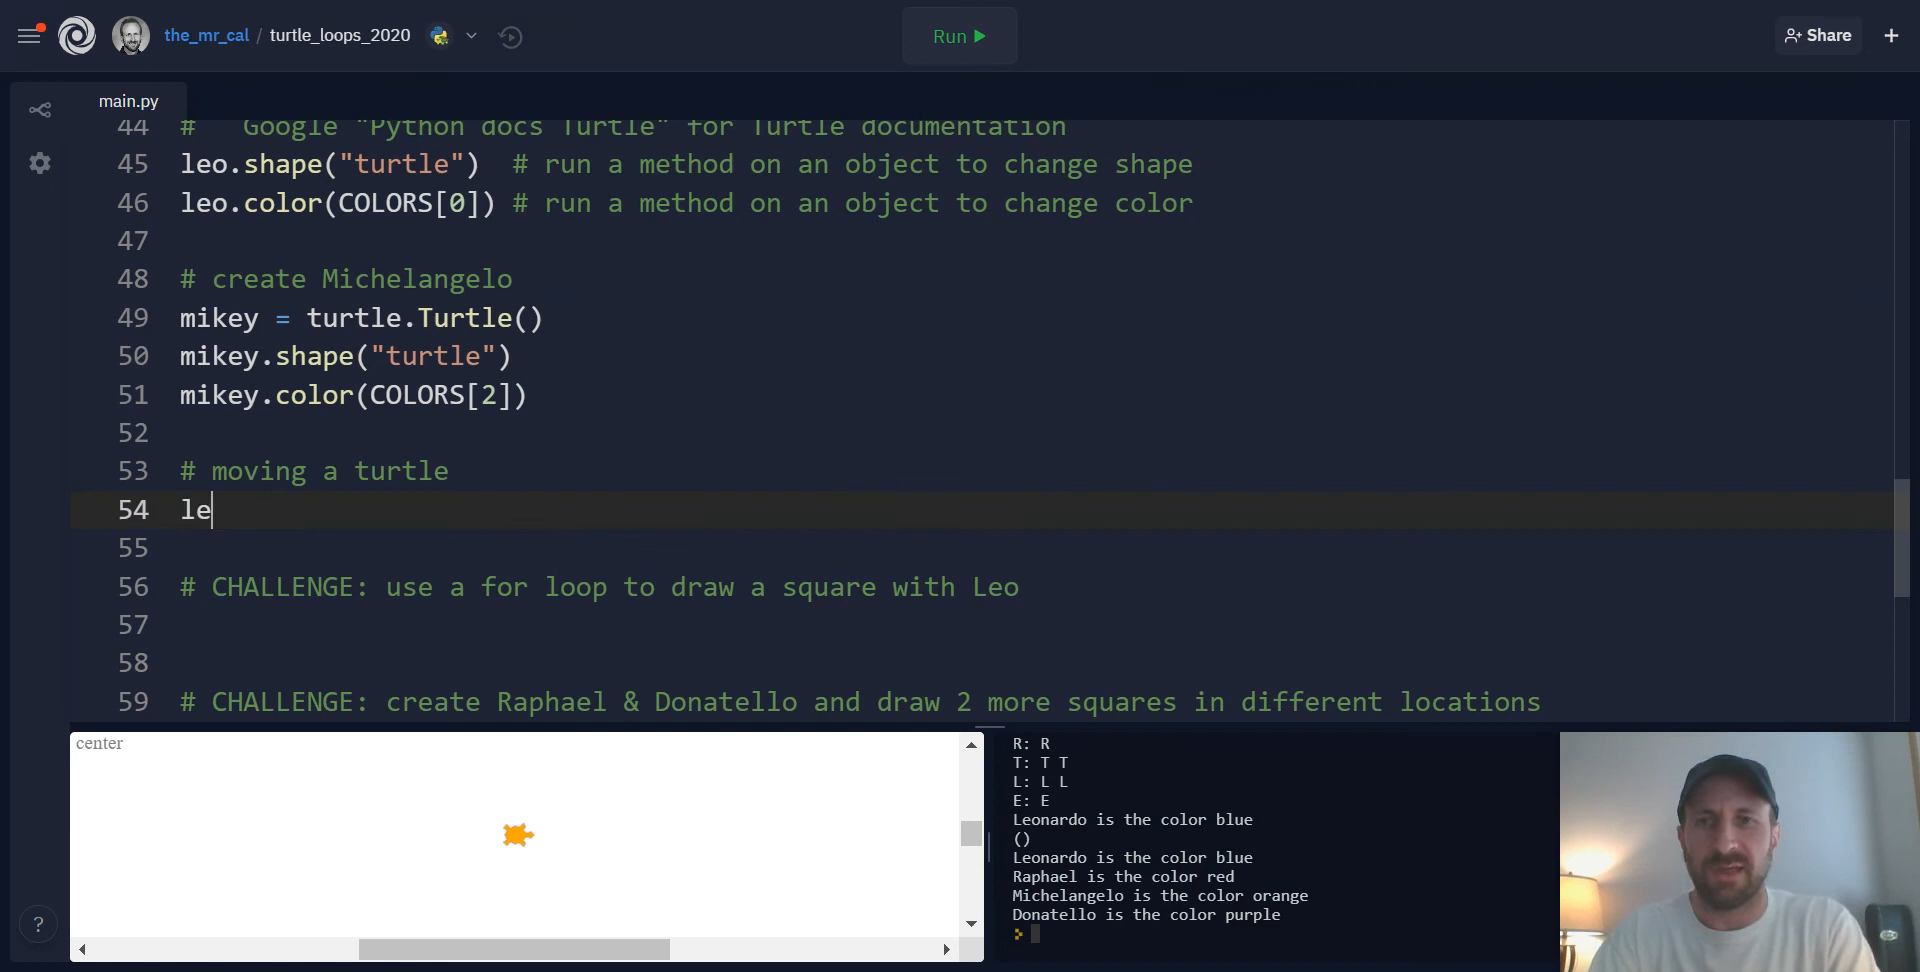 the_mr_cal / turtle_loops_2020
Run
Share
main.py
44 #   Google "Python docs Turtle" for Turtle documentation
45 leo.shape("turtle")  # run a method on an object to change shape
46 leo.color(COLORS[0]) # run a method on an object to change color
47
48 # create Michelangelo
49 mikey = turtle.Turtle()
50 mikey.shape("turtle")
51 mikey.color(COLORS[2])
52
53 # moving a turtle
54 le
55
56 # CHALLENGE: use a for loop to draw a square with Leo
57
58
59 # CHALLENGE: create Raphael & Donatello and draw 2 more squares in different locations
center
R: R
T: T T
L: L L
E: E
Leonardo is the color blue
()
Leonardo is the color blue
Raphael is the color red
Michelangelo is the color orange
Donatello is the color purple
?